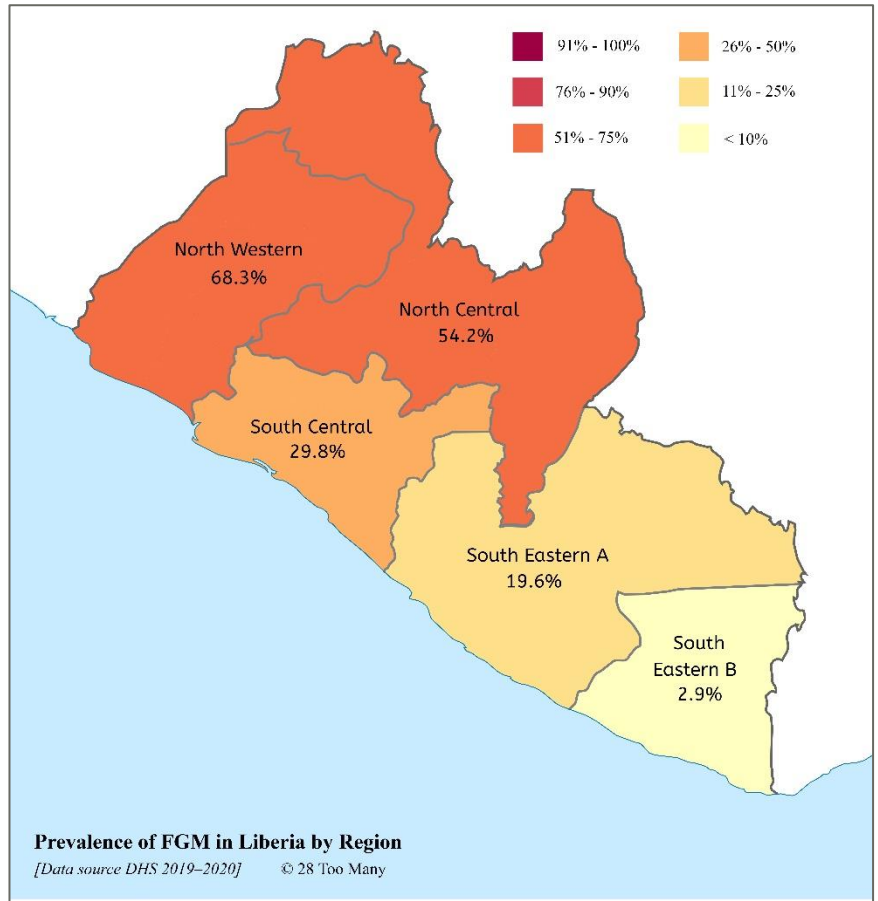 91% - 100%
26% - 50%
76% - 90%
11% - 25%
51% - 75%
< 10%
North Western
68.3%
North Central
54.2%
South Central
29.8%
South Eastern A
19.6%
South
Eastern B
2.9%
Prevalence of FGM in Liberia by Region
[Data source DHS 2019–2020] © 28 Too Many